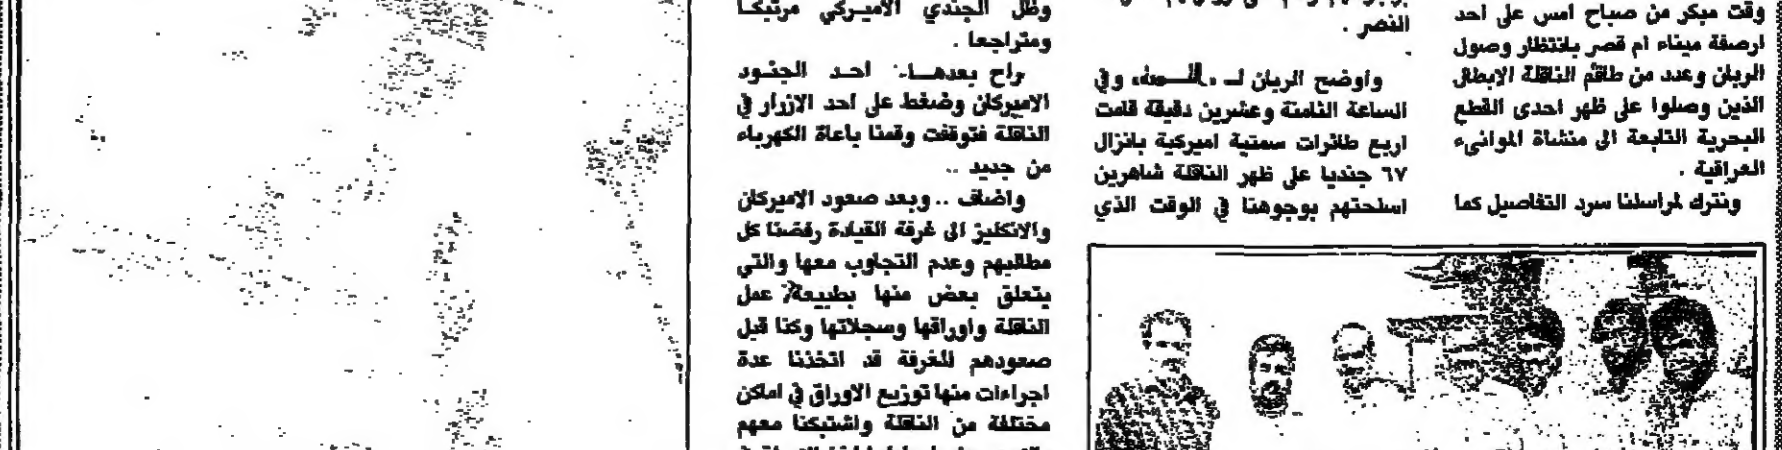 وقت مبكر من صباح امس على احد
ارصفة ميناء ام قصر بانتظار وصول
الربان وعدد من طاقم الناقلة الابطال
الذين وصلوا على ظهر احدى القطع
البحرية التابعة الى منشاة الموانىء
العراقية .
ونترك لمراسلنا سرد التفاصيل كما
النصر .
واوضح الربان لـ ، وفي
الساعة الثامنة وعشرين دقيقة قامت
اربع طائرات سمتية اميركية بانزال
٦٧ جنديا على ظهر الناقلة شاهرين
اسلحتهم بوجوهنا في الوقت الذي
وظل الجندي الاميركي مرتبكا
ومتراجعا .
راح بعدهـا احد الجنود
الاميركان وضغط على احد الازرار في
الناقلة فتوقفت وقمنا باعاة الكهرباء
من جديد ..
واضاف .. وبعد صعود الاميركان
والانكليز الى غرفة القيادة رفضنا كل
مطاليبهم وعدم التجاوب معها والتي
يتعلق بعض منها بطبيعة عمل
الناقلة واوراقها وسجلاتها وكنا قبل
صعودهم للغرفة قد اتخذنا عدة
اجراءات منها توزيع الاوراق في اماكن
مختلفة من الناقلة واشتبكنا معهم